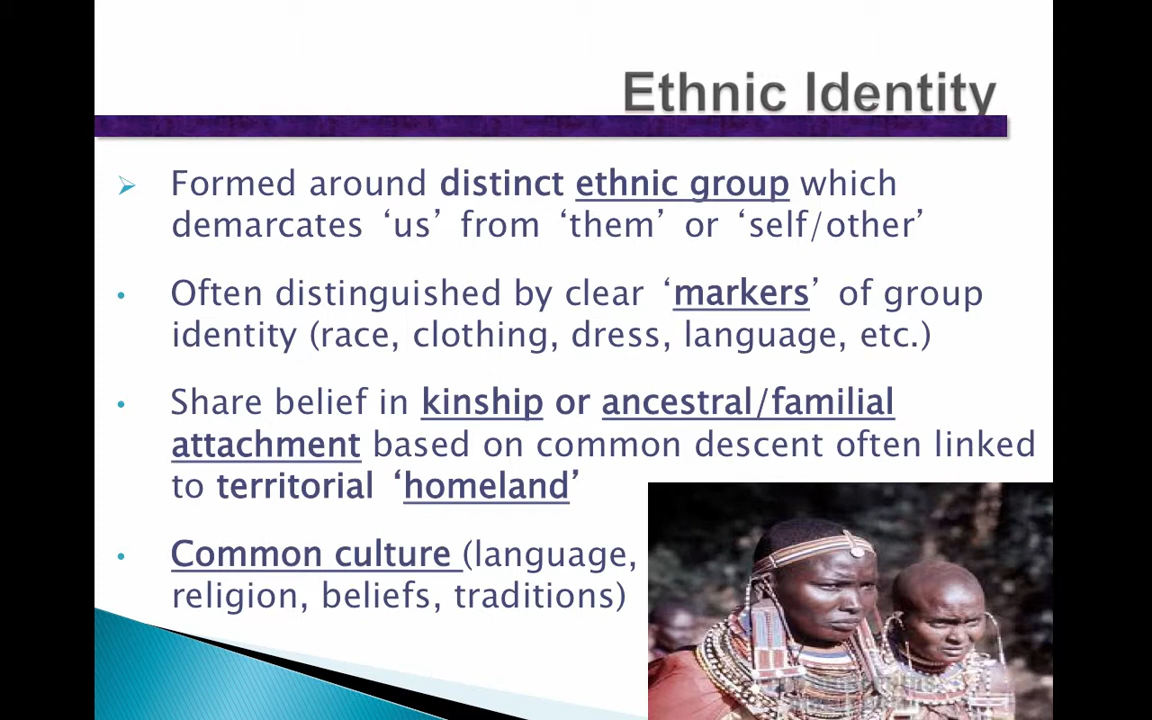 Ethnic Identity
➢ Formed around distinct ethnic group which
demarcates ‘us’ from ‘them’ or ‘self/other’
• Often distinguished by clear ‘markers’ of group
identity (race, clothing, dress, language, etc.)
• Share belief in kinship or ancestral/familial
attachment based on common descent often linked
to territorial ‘homeland’
• Common culture (language,
religion, beliefs, traditions)